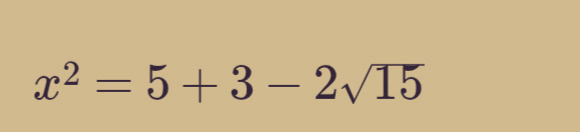 x² = 5 + 3 − 2√15